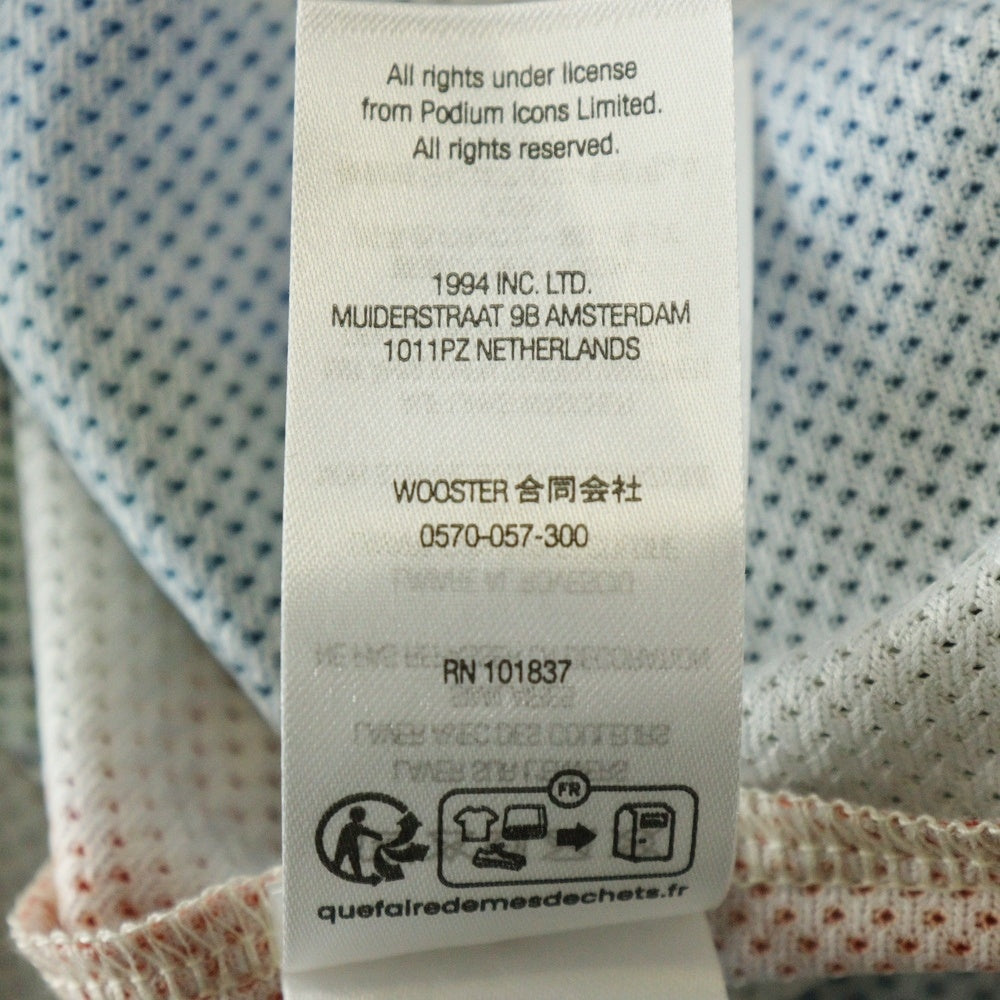 All rights under license
from Podium Icons Limited.
All rights reserved.
1994 INC. LTD.
MUIDERSTRAAT 9B AMSTERDAM
1011PZ NETHERLANDS
WOOSTER 合同会社
0570-057-300
RN 101837
FR
quefairedemesdechets.fr